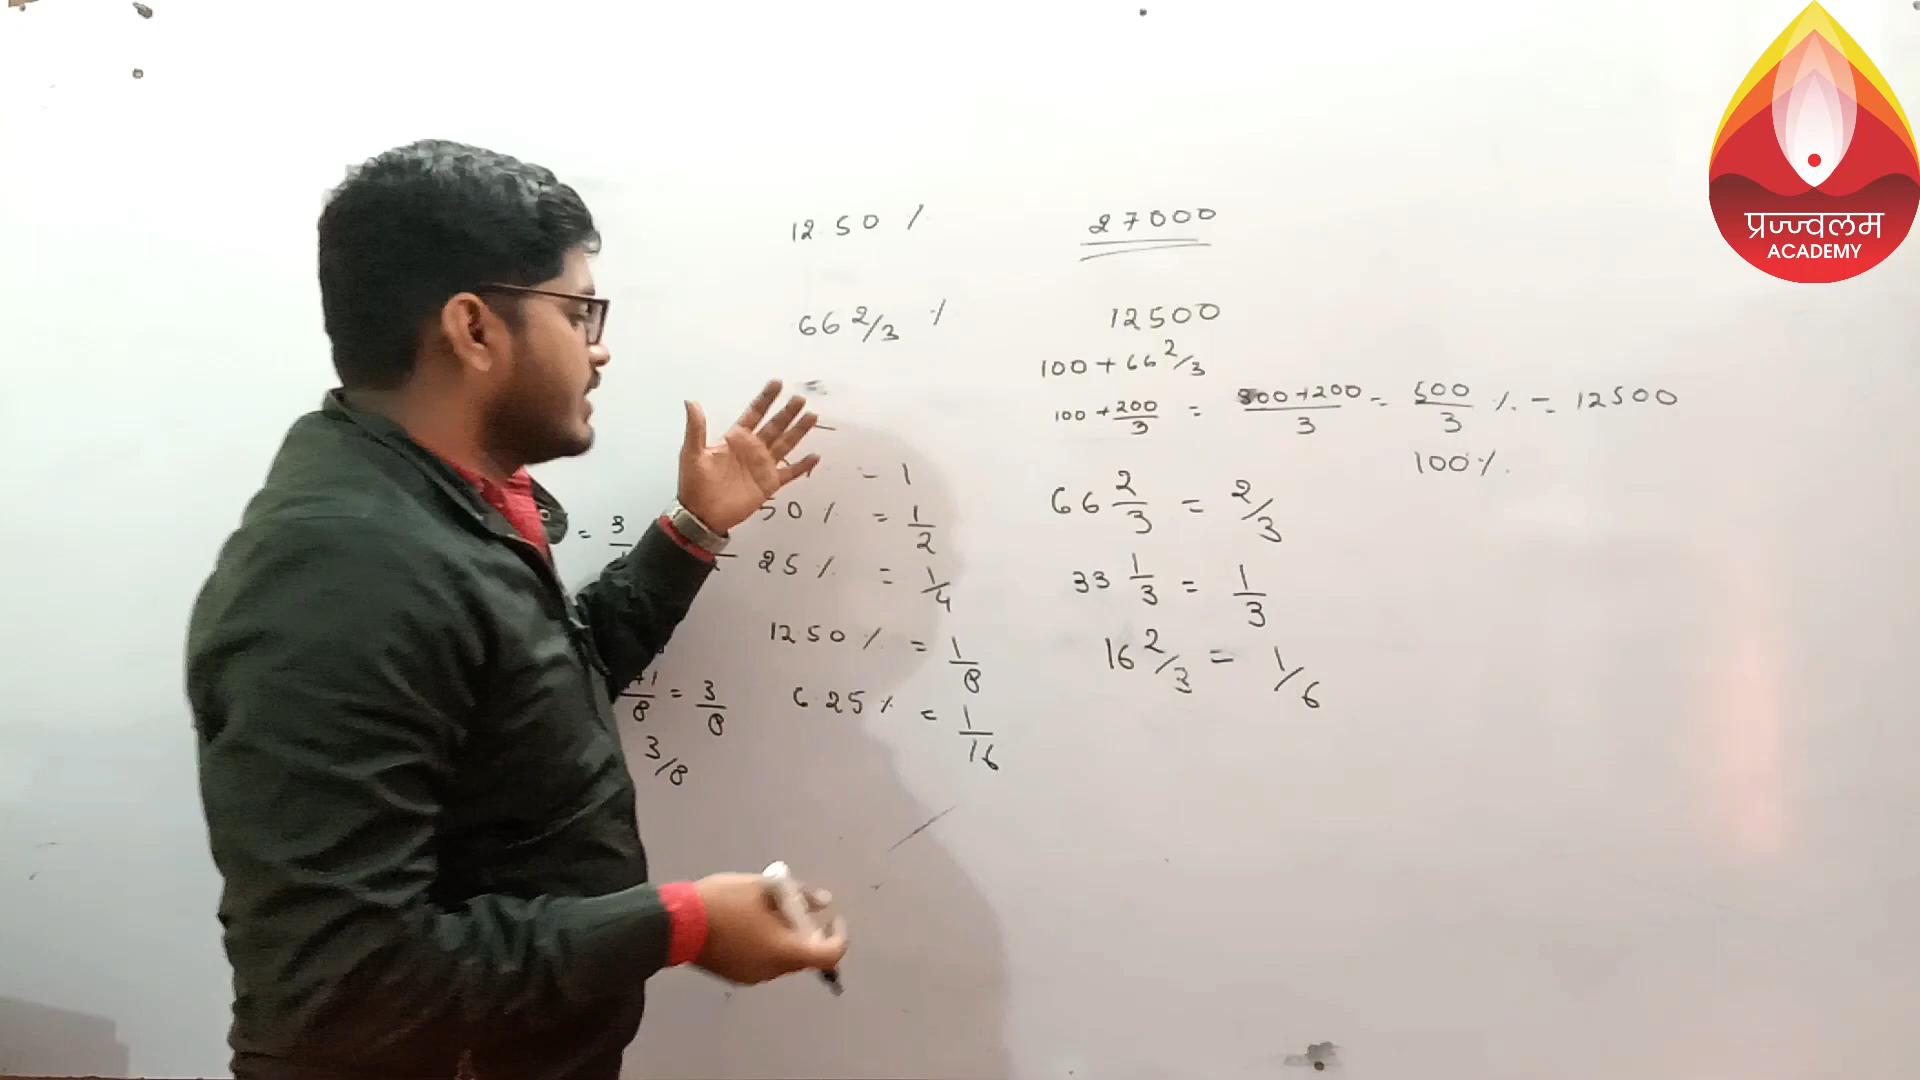 प्रज्ज्वलम
ACADEMY
12.50 %
27000
66 2/3 %
12500
100 + 66 2/3
100 + 200/3 = 300+200/3 = 500/3 % = 12500
100%
= 1
50 % = 1/2
25 % = 1/4
12.50 % = 1/8
6.25 % = 1/16
66 2/3 = 2/3
33 1/3 = 1/3
16 2/3 = 1/6
= 3
+1/8 = 3/8
3/8